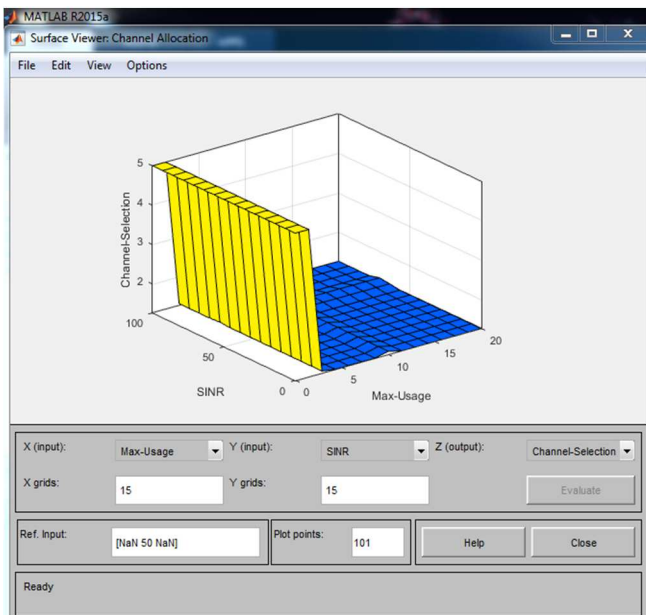 MATLAB R2015a
Surface Viewer: Channel Allocation
File Edit View Options
Channel-Selection
5
4
3
2
100
50
0
SINR
0
5
10
15
20
Max-Usage
X (input): Max-Usage Y (input): SINR Z (output): Channel-Selection
X grids: 15 Y grids: 15 Evaluate
Ref. Input: [NaN 50 NaN] Plot points: 101 Help Close
Ready